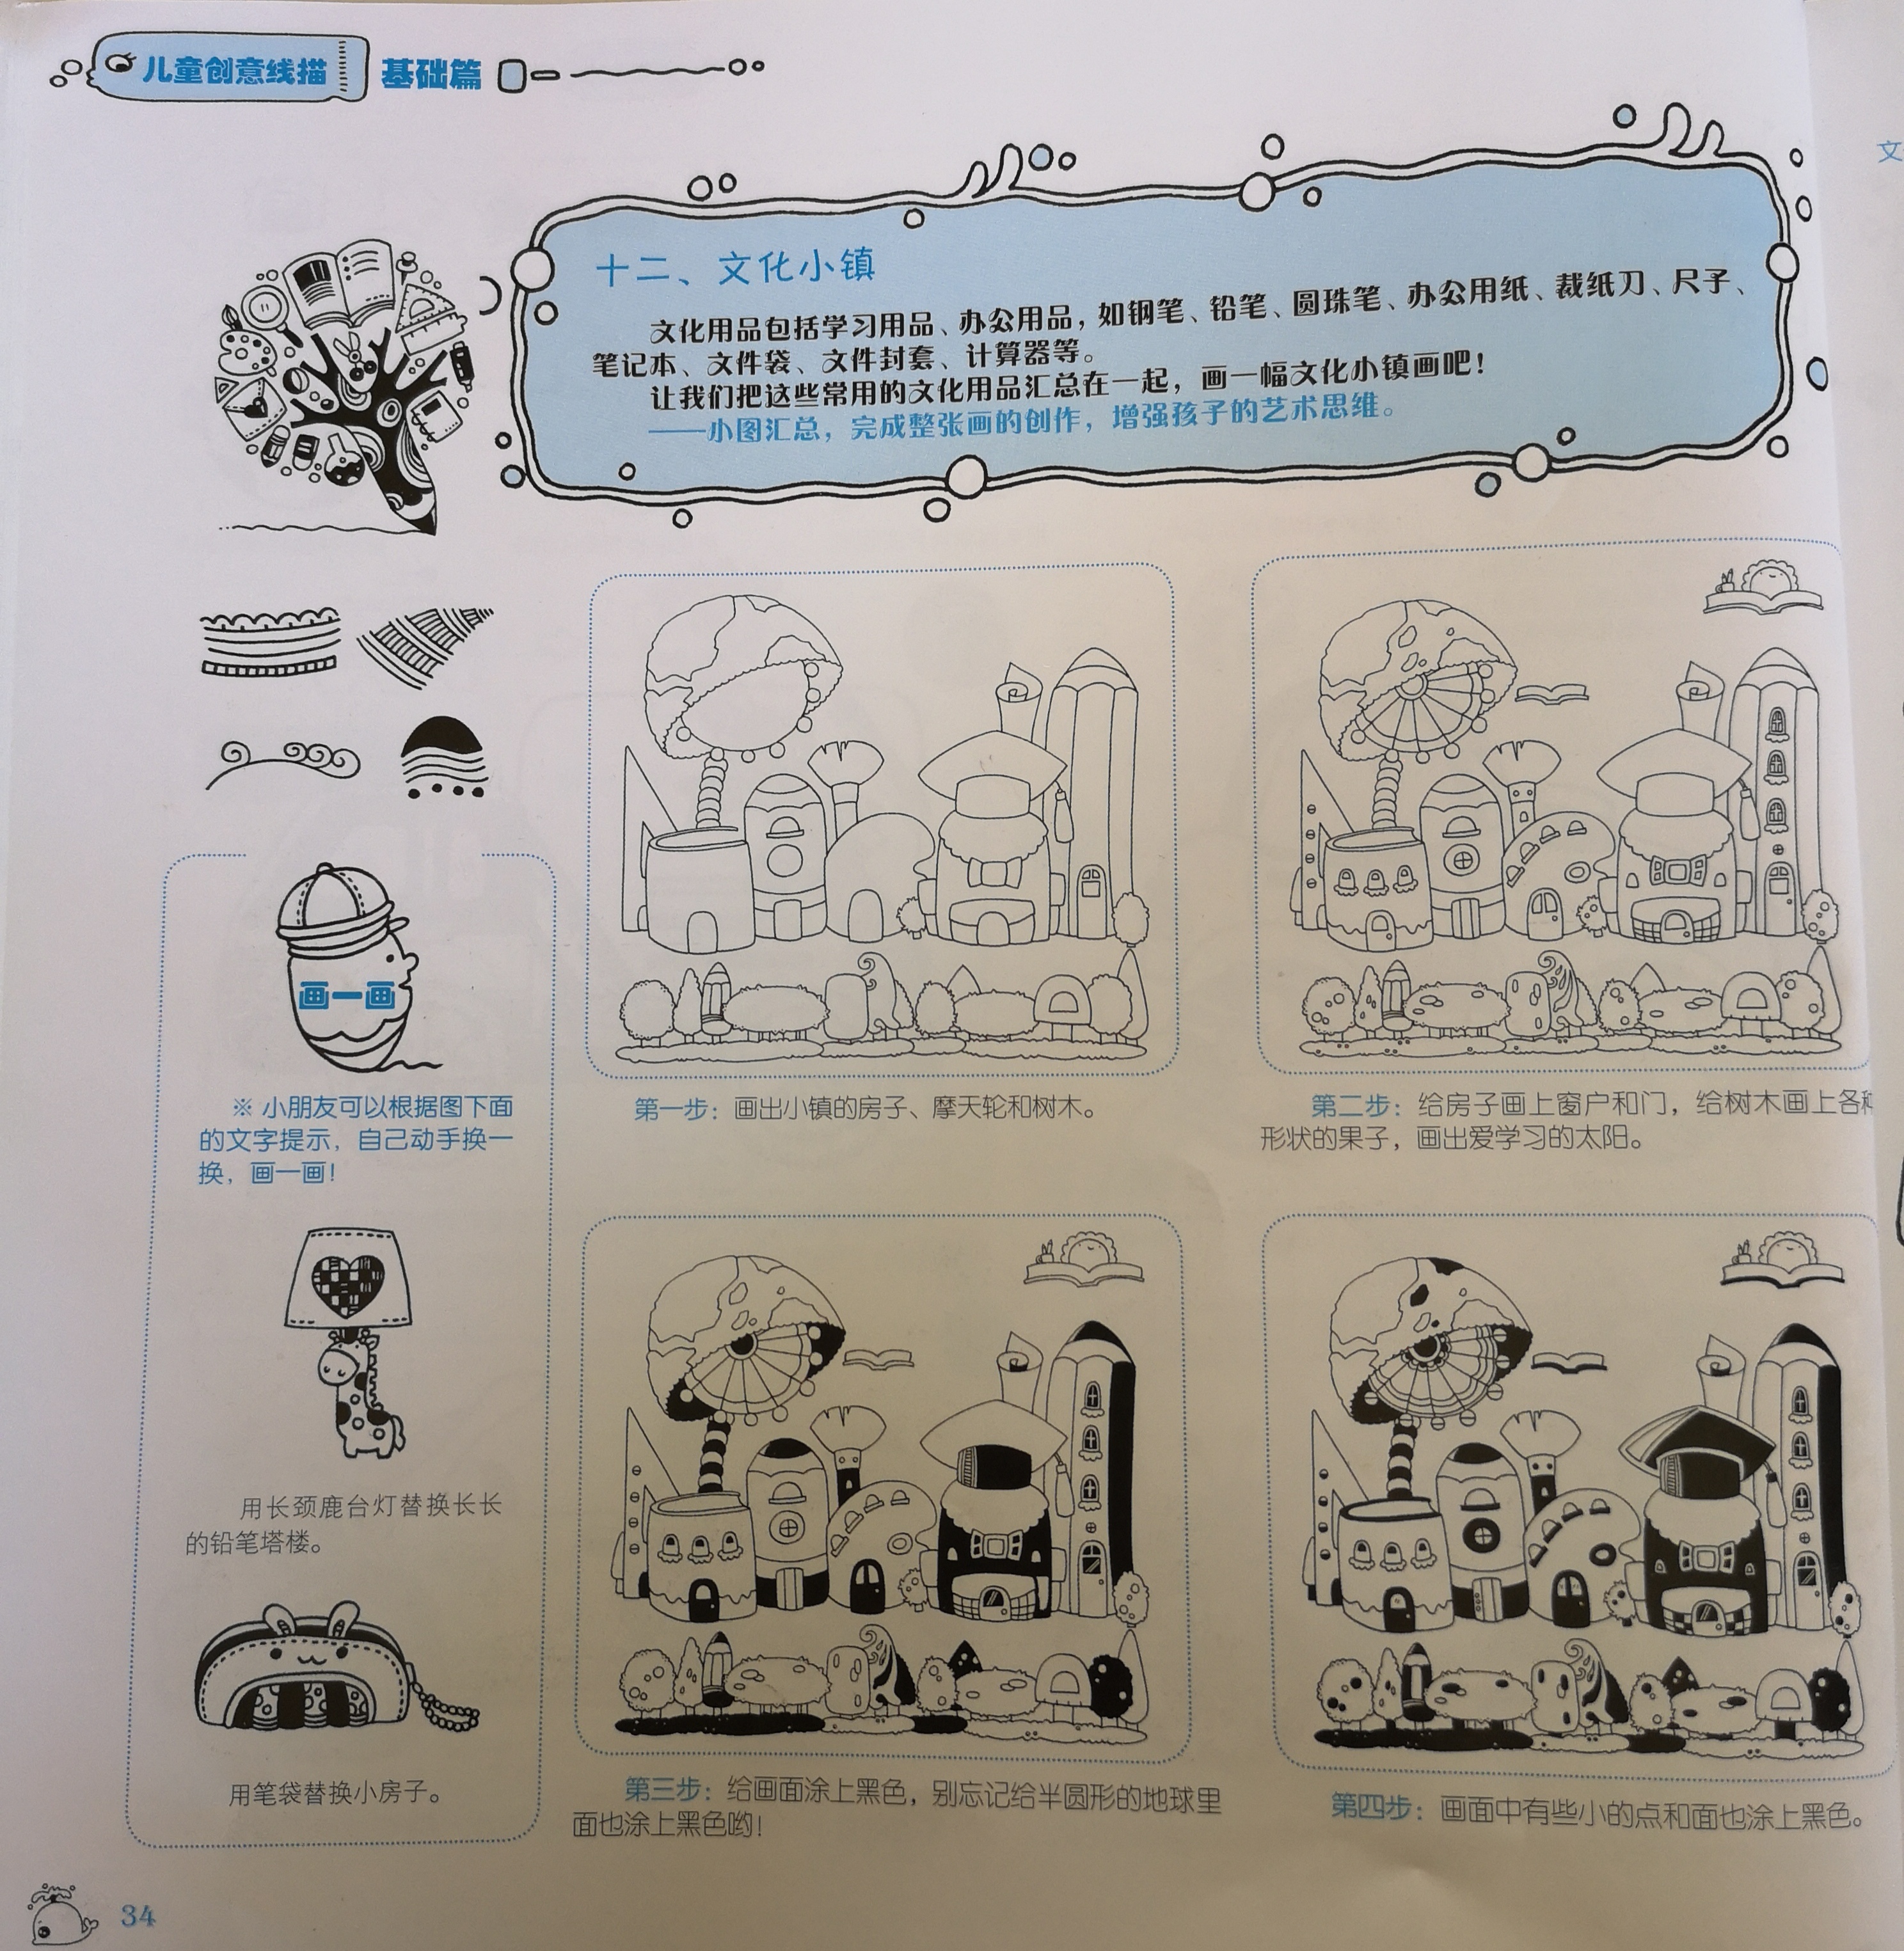 儿童创意线描 基础篇
文
十二、文化小镇
文化用品包括学习用品、办公用品，如钢笔、铅笔、圆珠笔、办公用纸、裁纸刀、尺子、
笔记本、文件袋、文件封套、计算器等。
让我们把这些常用的文化用品汇总在一起，画一幅文化小镇画吧！
——小图汇总，完成整张画的创作，增强孩子的艺术思维。
画一画
※ 小朋友可以根据图下面
的文字提示，自己动手换一
换，画一画！
用长颈鹿台灯替换长长
的铅笔塔楼。
用笔袋替换小房子。
第一步：画出小镇的房子、摩天轮和树木。
第二步：给房子画上窗户和门，给树木画上各种
形状的果子，画出爱学习的太阳。
第三步：给画面涂上黑色，别忘记给半圆形的地球里
面也涂上黑色哟！
第四步：画面中有些小的点和面也涂上黑色。
34